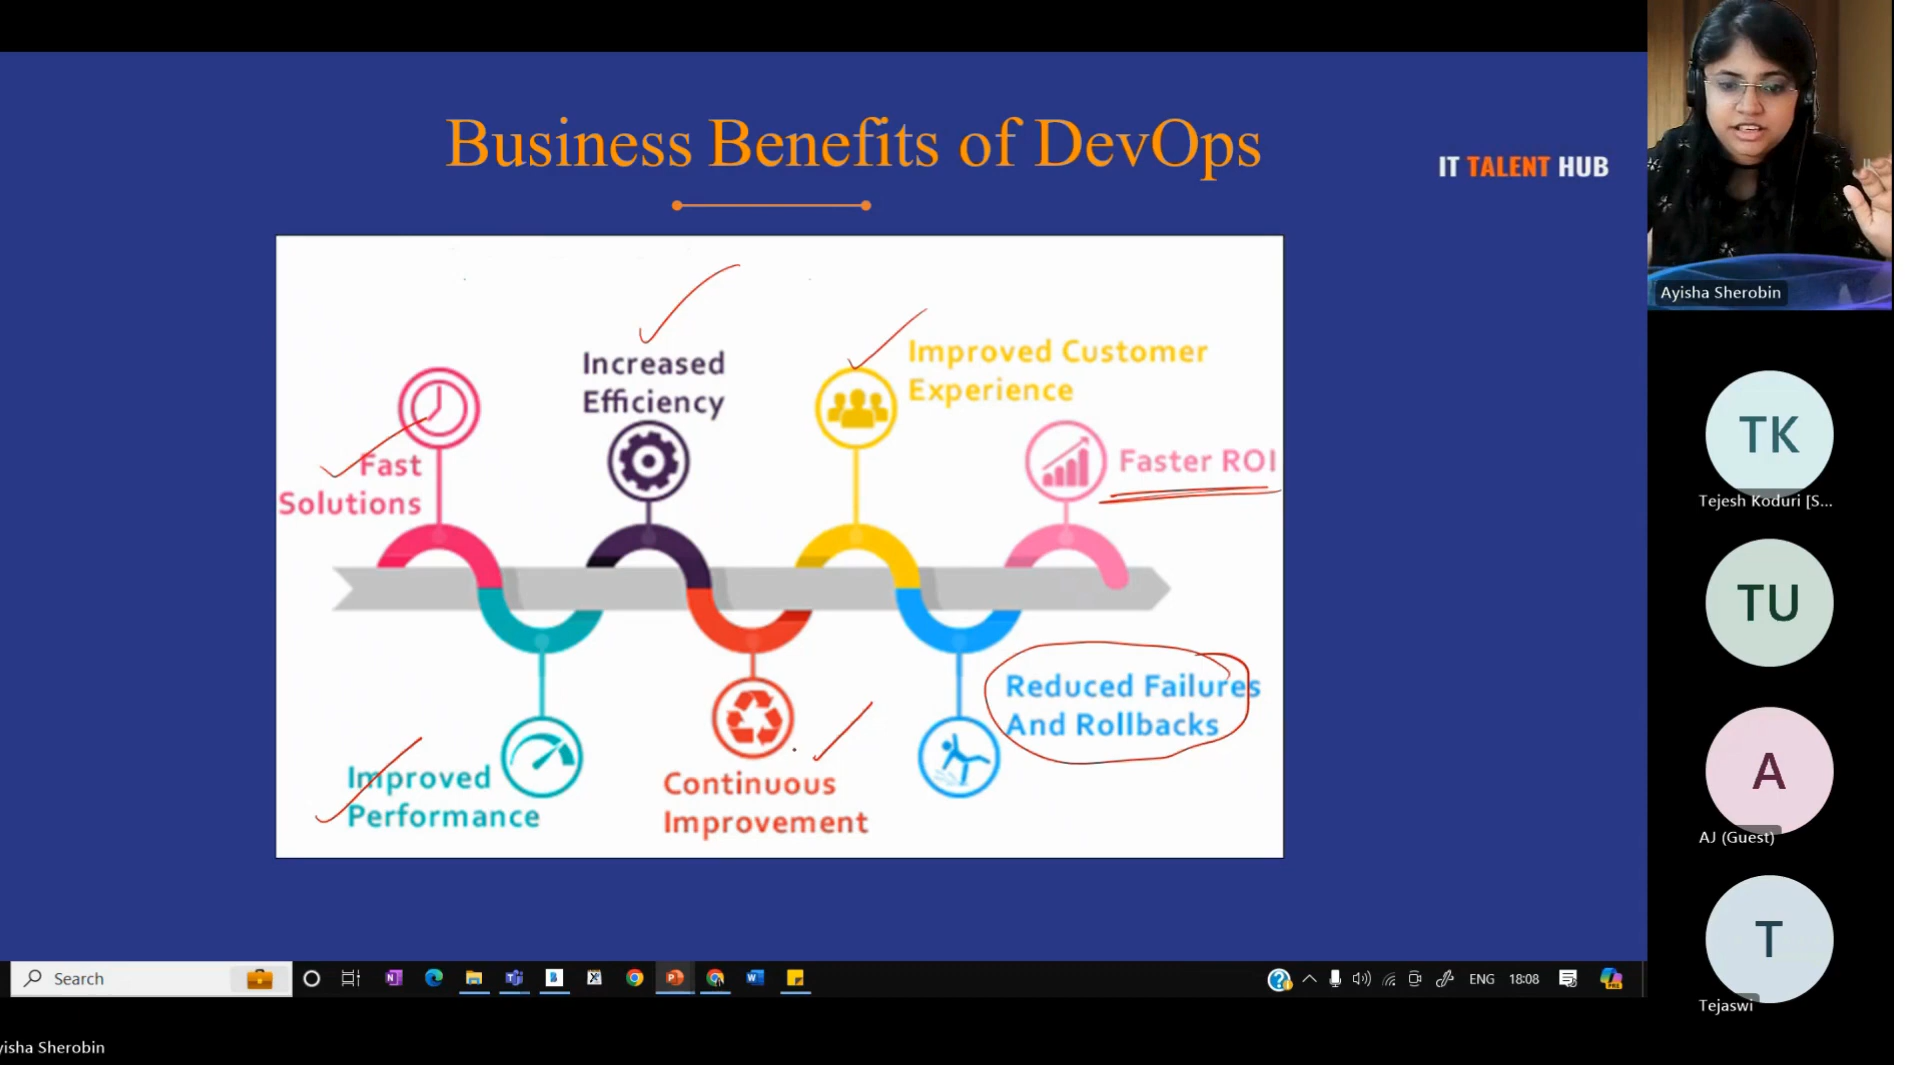 Business Benefits of DevOps
IT TALENT HUB
Increased
Efficiency
Improved Customer
Experience
Fast
Solutions
Faster ROI
Reduced Failures
And Rollbacks
Improved
Performance
Continuous
Improvement
Ayisha Sherobin
TK
Tejesh Koduri [S...
TU
A
AJ (Guest)
T
Tejaswi
Search
ENG
18:08
yisha Sherobin